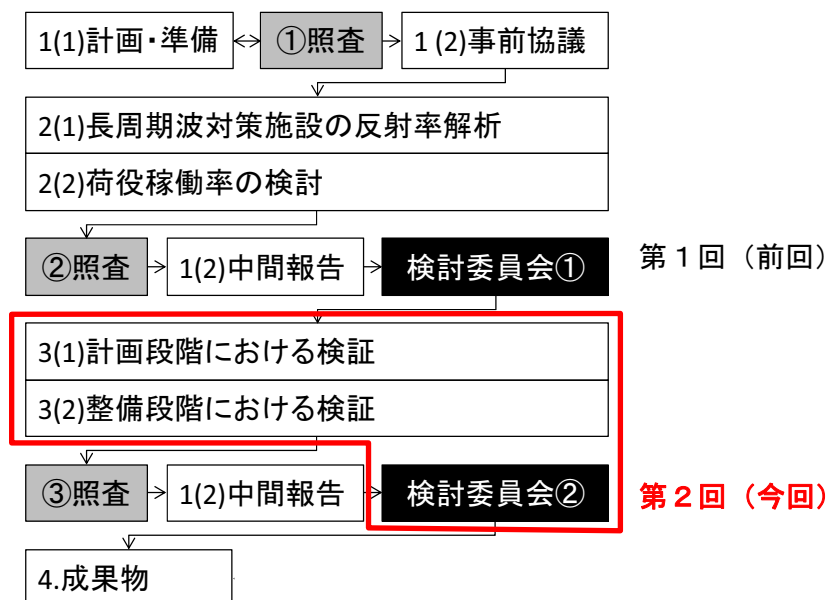 1(1)計画・準備
①照査
1 (2)事前協議
2(1)長周期波対策施設の反射率解析
2(2)荷役稼働率の検討
②照査
1(2)中間報告
検討委員会①
第１回（前回）
3(1)計画段階における検証
3(2)整備段階における検証
③照査
1(2)中間報告
検討委員会②
第２回（今回）
4.成果物